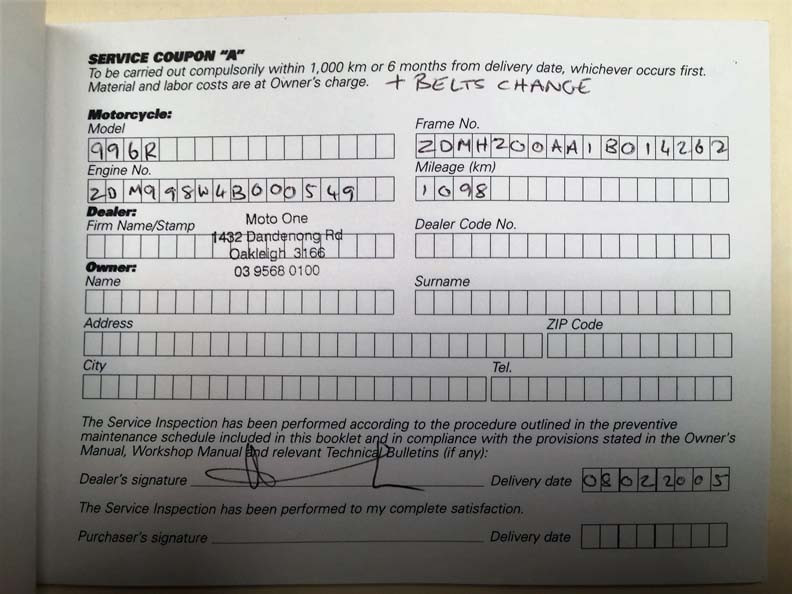 SERVICE COUPON "A"
To be carried out compulsorily within 1,000 km or 6 months from delivery date, whichever occurs first.
Material and labor costs are at Owner's charge. + BELTS CHANGE
Motorcycle:
Model
996R
Frame No.
ZDMH200AA1B014262
Engine No.
ZDM998W4B000549
Mileage (km)
1098
Dealer:
Firm Name/Stamp
Moto One
1432 Dandenong Rd
Oakleigh 3166
03 9568 0100
Dealer Code No.
Owner:
Name
Surname
Address
ZIP Code
City
Tel.
The Service Inspection has been performed according to the procedure outlined in the preventive
maintenance schedule included in this booklet and in compliance with the provisions stated in the Owner's
Manual, Workshop Manual and relevant Technical Bulletins (if any):
Dealer's signature Delivery date 08022005
The Service Inspection has been performed to my complete satisfaction.
Purchaser's signature Delivery date